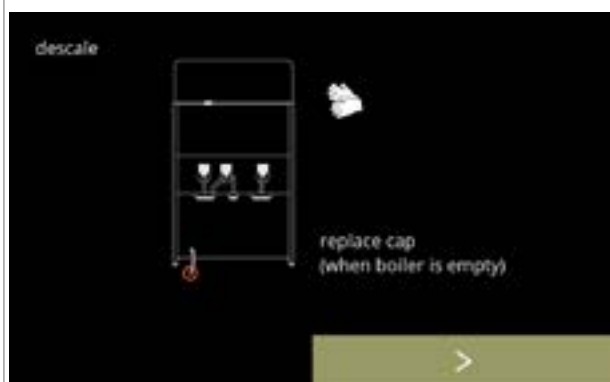 descale
replace cap
(when boiler is empty)
>